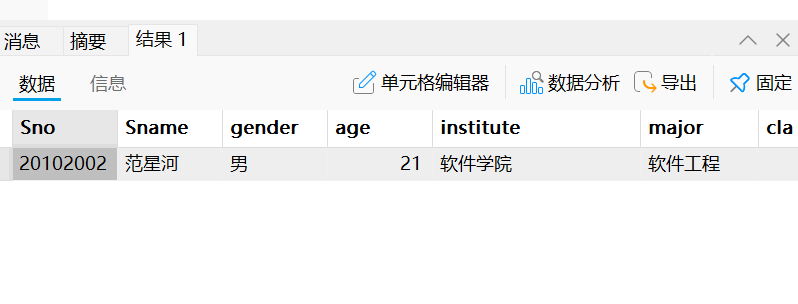 消息 摘要 结果 1
数据 信息 单元格编辑器 数据分析 导出 固定
Sno Sname gender age institute major cla
20102002 范星河 男 21 软件学院 软件工程